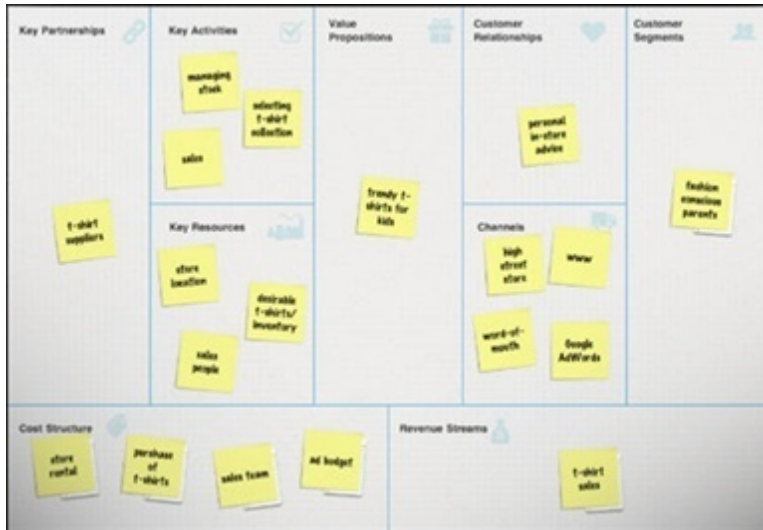 Key Partnerships
t-shirt
suppliers
Key Activities
managing
stock
selecting
t-shirt
collection
sales
Key Resources
store
location
desirable
t-shirts/
inventory
sales
people
Value
Propositions
trendy t-
shirts for
kids
Customer
Relationships
personal
in-store
advice
Channels
high
street
store
www
word-of-
mouth
Google
AdWords
Customer
Segments
fashion
conscious
parents
Cost Structure
store
rental
purchase
of
t-shirts
sales team
ad budget
Revenue Streams
t-shirt
sales